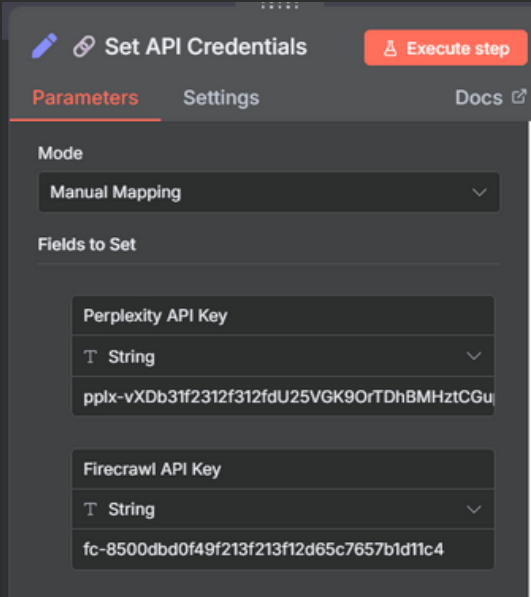 Set API Credentials
Execute step
Parameters
Settings
Docs
Mode
Manual Mapping
Fields to Set
Perplexity API Key
T String
pplx-vXDb31f2312f312fdU25VGK9OrTDhBMHztCGu
Firecrawl API Key
T String
fc-8500dbd0f49f213f213f12d65c7657b1d11c4